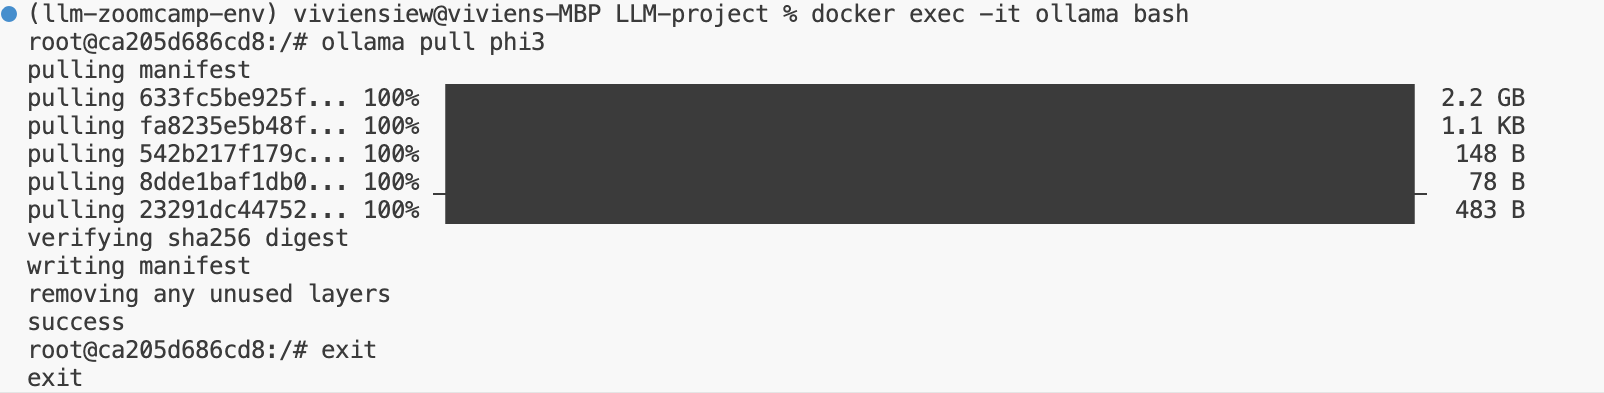 (llm-zoomcamp-env) viviensiew@viviens-MBP LLM-project % docker exec -it ollama bash
root@ca205d686cd8:/# ollama pull phi3
pulling manifest
pulling 633fc5be925f... 100% 2.2 GB
pulling fa8235e5b48f... 100% 1.1 KB
pulling 542b217f179c... 100% 148 B
pulling 8dde1baf1db0... 100% 78 B
pulling 23291dc44752... 100% 483 B
verifying sha256 digest
writing manifest
removing any unused layers
success
root@ca205d686cd8:/# exit
exit